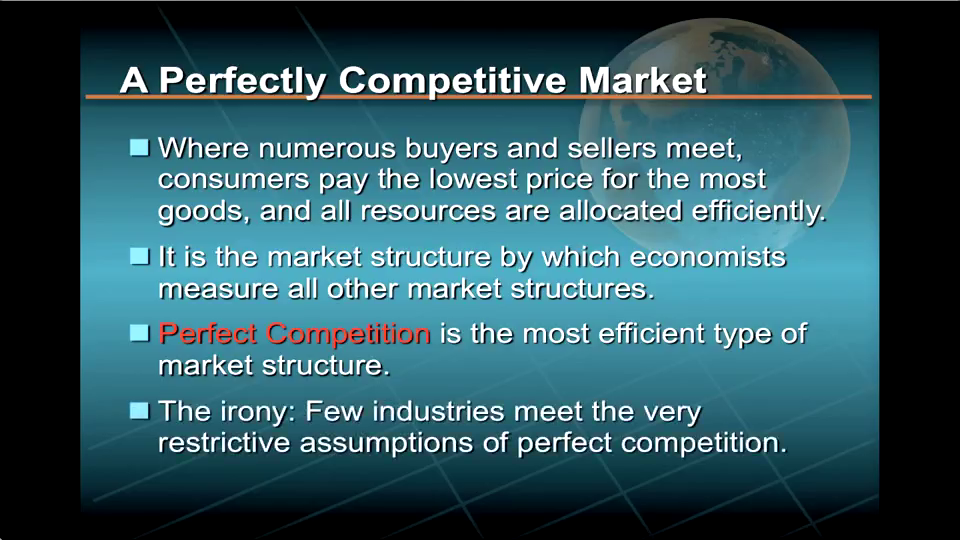 A Perfectly Competitive Market
Where numerous buyers and sellers meet,
consumers pay the lowest price for the most
goods, and all resources are allocated efficiently.
It is the market structure by which economists
measure all other market structures.
Perfect Competition is the most efficient type of
market structure.
The irony: Few industries meet the very
restrictive assumptions of perfect competition.